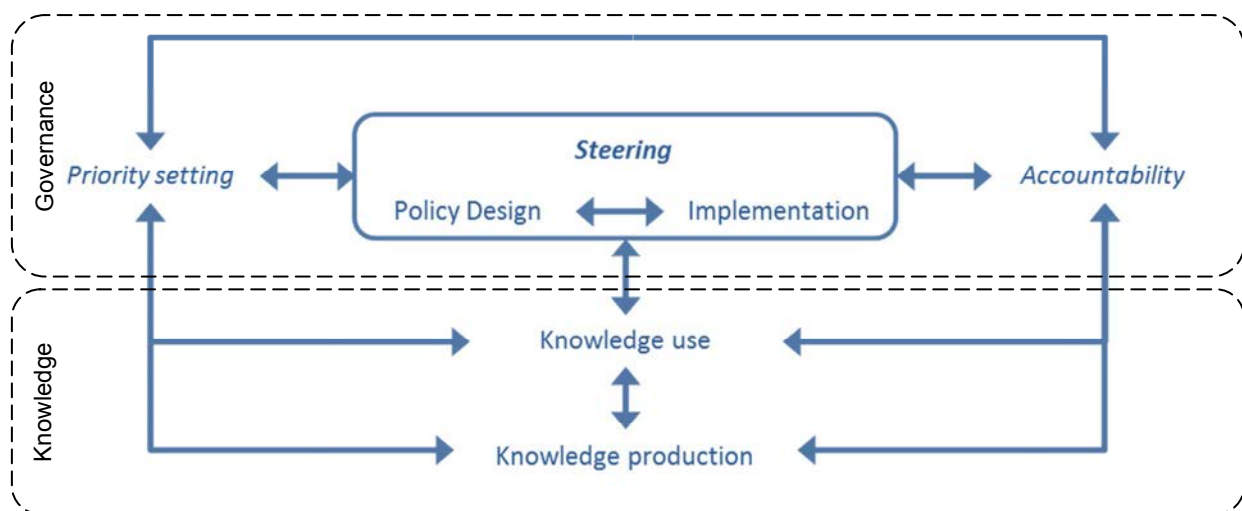 Governance
Steering
Priority setting
Accountability
Policy Design
Implementation
Knowledge
Knowledge use
Knowledge production